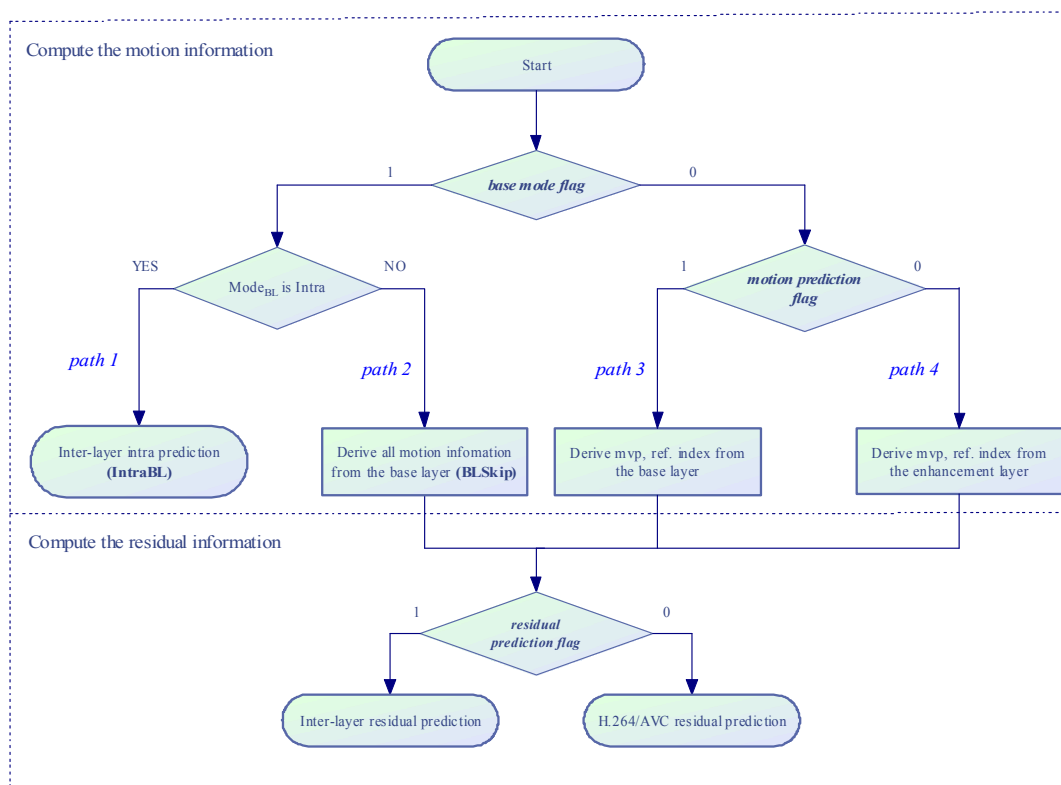 Compute the motion information
Start
1
base mode flag
0
YES
Mode_BL is Intra
NO
1
motion prediction
flag
0
path 1
path 2
path 3
path 4
Inter-layer intra prediction
(IntraBL)
Derive all motion infomation
from the base layer (BLSkip)
Derive mvp, ref. index from
the base layer
Derive mvp, ref. index from
the enhancement layer
Compute the residual information
1
residual
prediction flag
0
Inter-layer residual prediction
H.264/AVC residual prediction